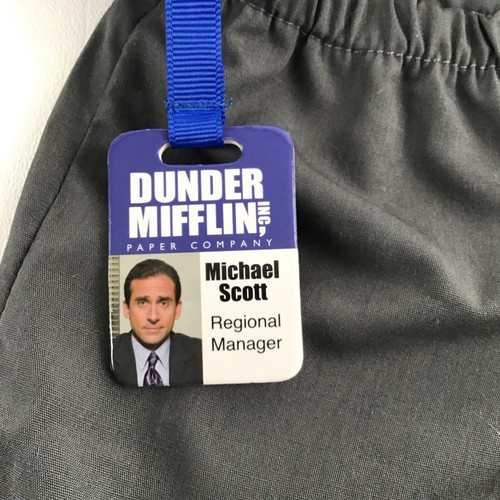 DUNDER
MIFFLIN, INC
PAPER COMPANY
Michael
Scott
Regional
Manager